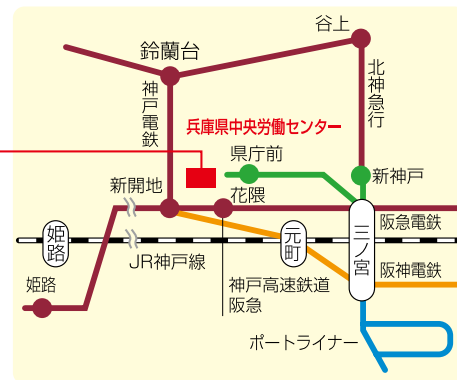 谷上
鈴蘭台
北神急行
神戸電鉄
兵庫県中央労働センター
県庁前
新神戸
新開地
花隈
阪急電鉄
姫路
元町
三ノ宮
JR神戸線
阪神電鉄
姫路
神戸高速鉄道
阪急
ポートライナー